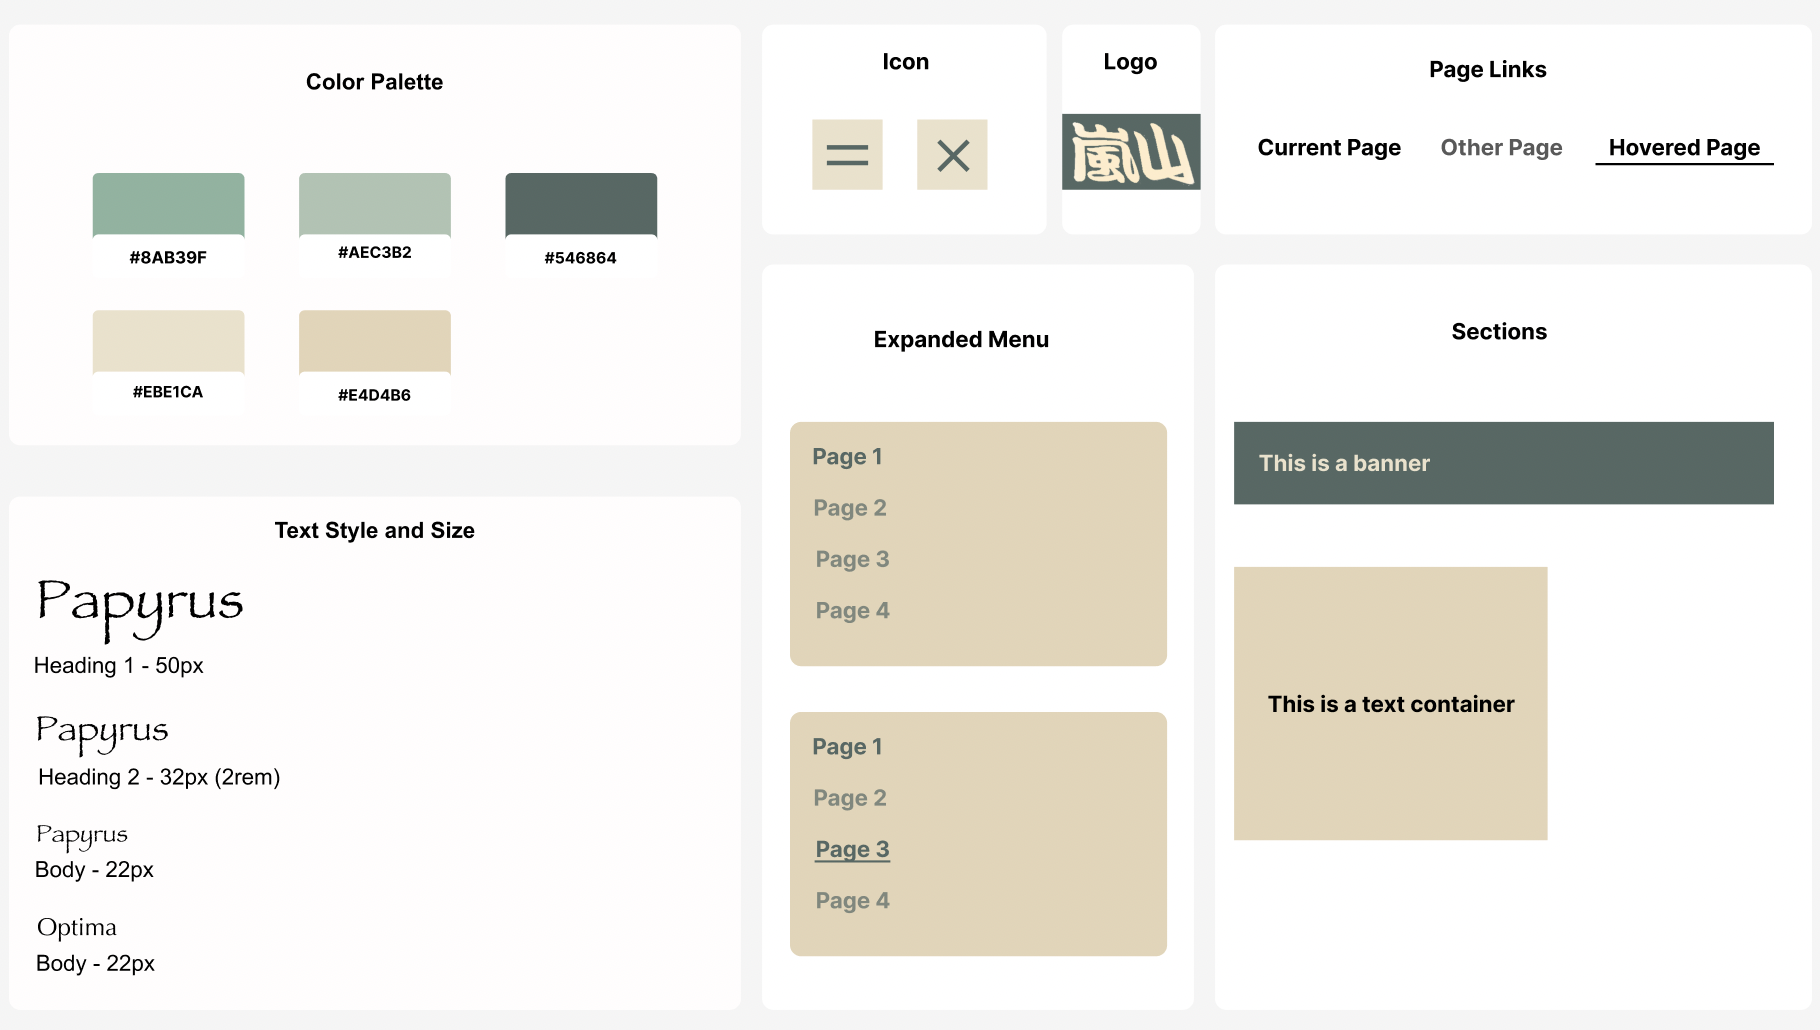 Color Palette
#8AB39F
#AEC3B2
#546864
#EBE1CA
#E4D4B6
Text Style and Size
Papyrus
Heading 1 - 50px
Papyrus
Heading 2 - 32px (2rem)
Papyrus
Body - 22px
Optima
Body - 22px
Icon
Logo
嵐山
Page Links
Current Page
Other Page
Hovered Page
Expanded Menu
Page 1
Page 2
Page 3
Page 4
Page 1
Page 2
Page 3
Page 4
Sections
This is a banner
This is a text container